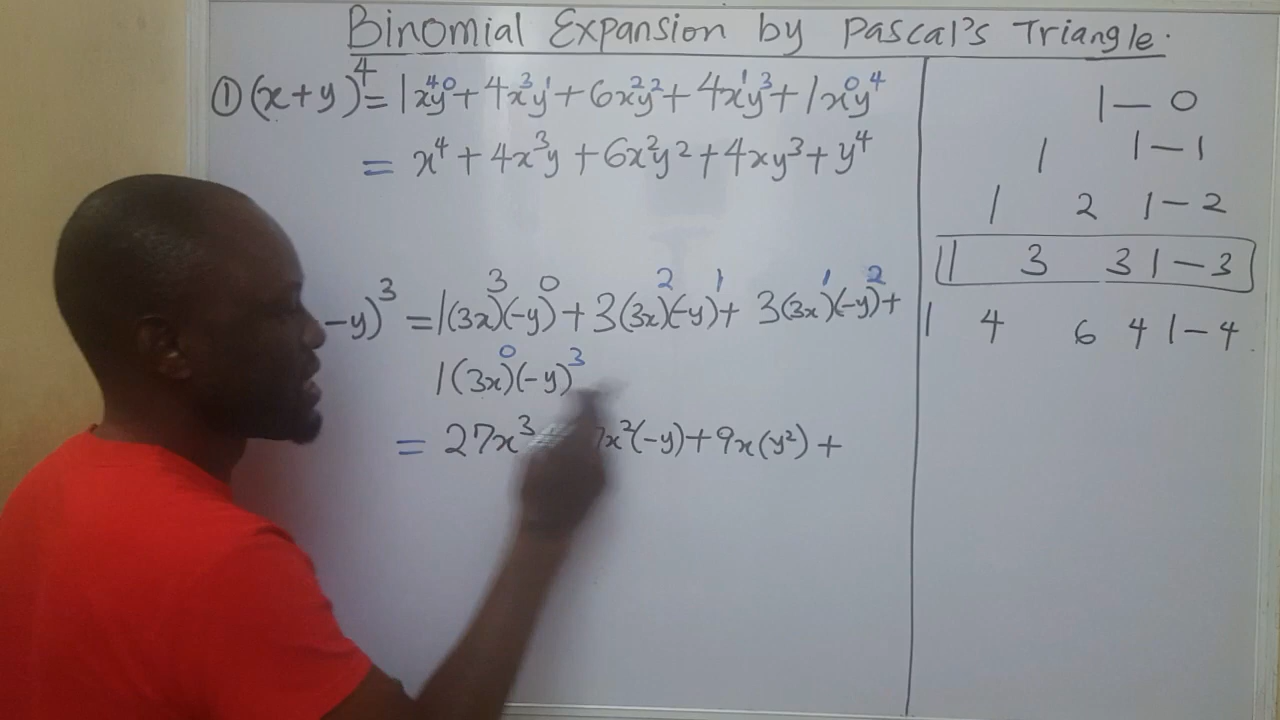 Binomial Expansion by Pascal's Triangle.
① (x+y)⁴ = 1x⁴y⁰ + 4x³y¹ + 6x²y² + 4x¹y³ + 1x⁰y⁴
= x⁴ + 4x³y + 6x²y² + 4xy³ + y⁴
-y)³ = 1(3x)³(-y)⁰ + 3(3x)²(-y)¹ + 3(3x)¹(-y)² +
1(3x)⁰(-y)³
= 27x³ x²(-y) + 9x(y²) +
1 — 0
1 1 — 1
1 2 1 — 2
1 3 3 1 — 3
1 4 6 4 1 — 4